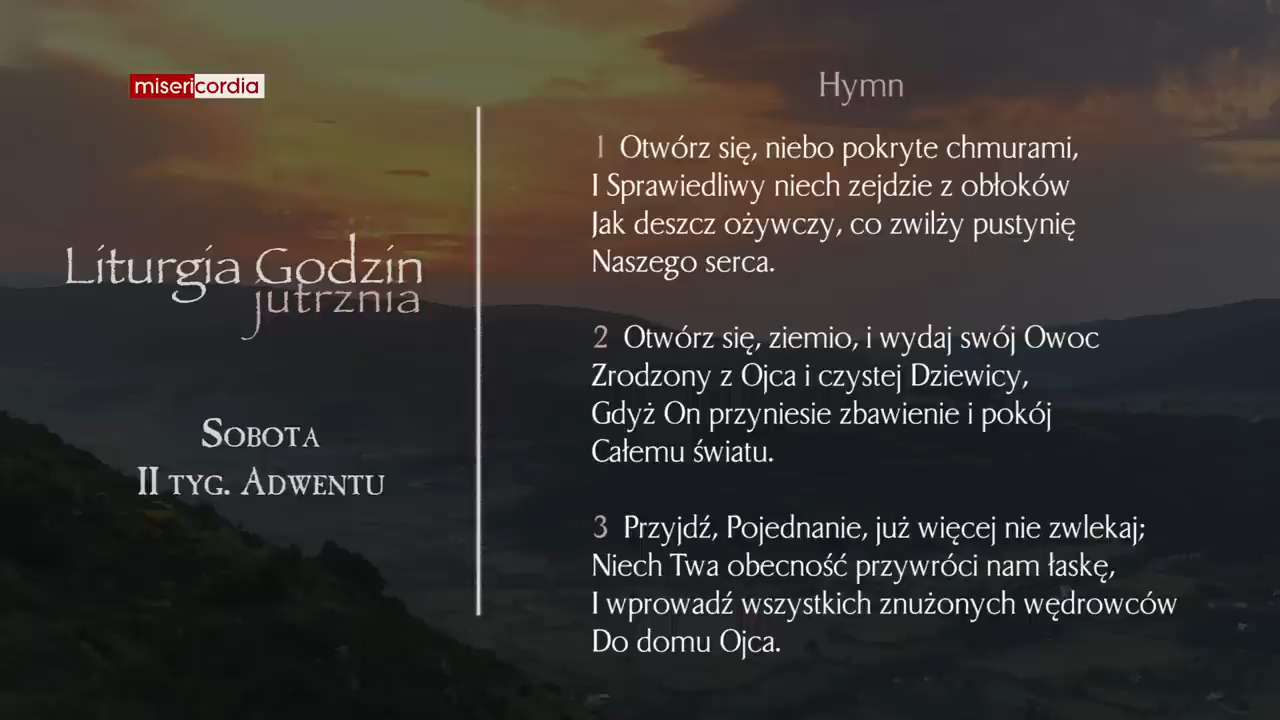 misericordia
Liturgia Godzin
jutrznia
Sobota
II tyg. Adwentu
Hymn
1 Otwórz się, niebo pokryte chmurami,
I Sprawiedliwy niech zejdzie z obłoków
Jak deszcz ożywczy, co zwilży pustynię
Naszego serca.
2 Otwórz się, ziemio, i wydaj swój Owoc
Zrodzony z Ojca i czystej Dziewicy,
Gdyż On przyniesie zbawienie i pokój
Całemu światu.
3 Przyjdź, Pojednanie, już więcej nie zwlekaj;
Niech Twa obecność przywróci nam łaskę,
I wprowadź wszystkich znużonych wędrowców
Do domu Ojca.